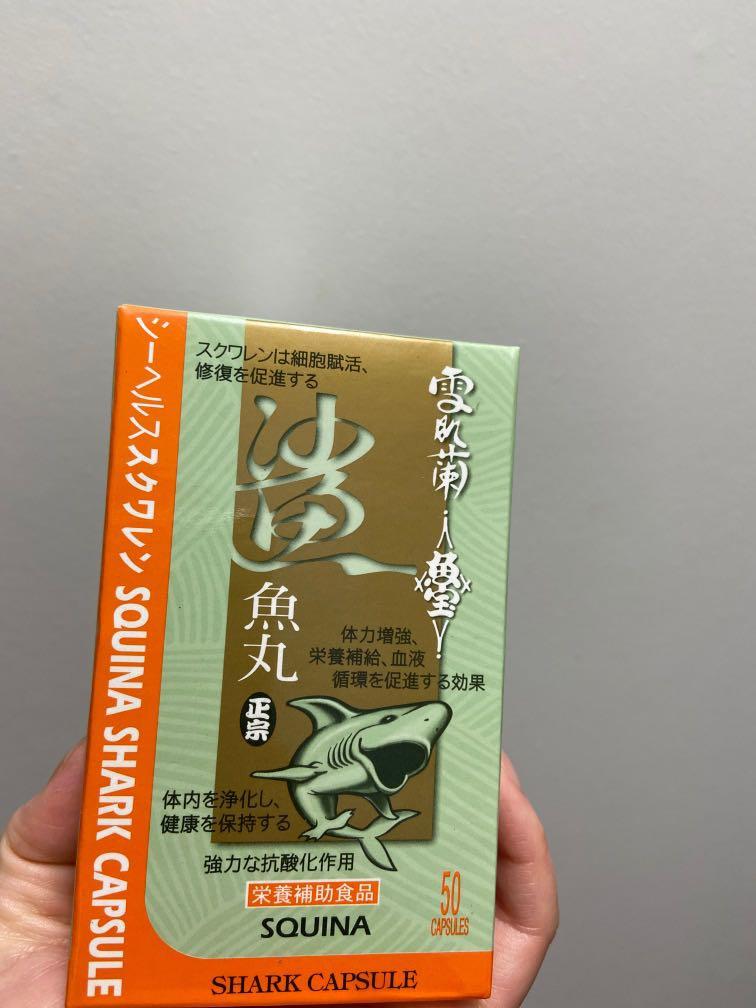 シーヘルススクワレン SQUINA SHARK CAPSULE
スクワレンは細胞賦活、
修復を促進する
鯊
魚丸
正宗
体力増強、
栄養補給、血液
循環を促進する効果
体内を浄化し、
健康を保持する
強力な抗酸化作用
栄養補助食品
SQUINA
50
CAPSULES
SHARK CAPSULE